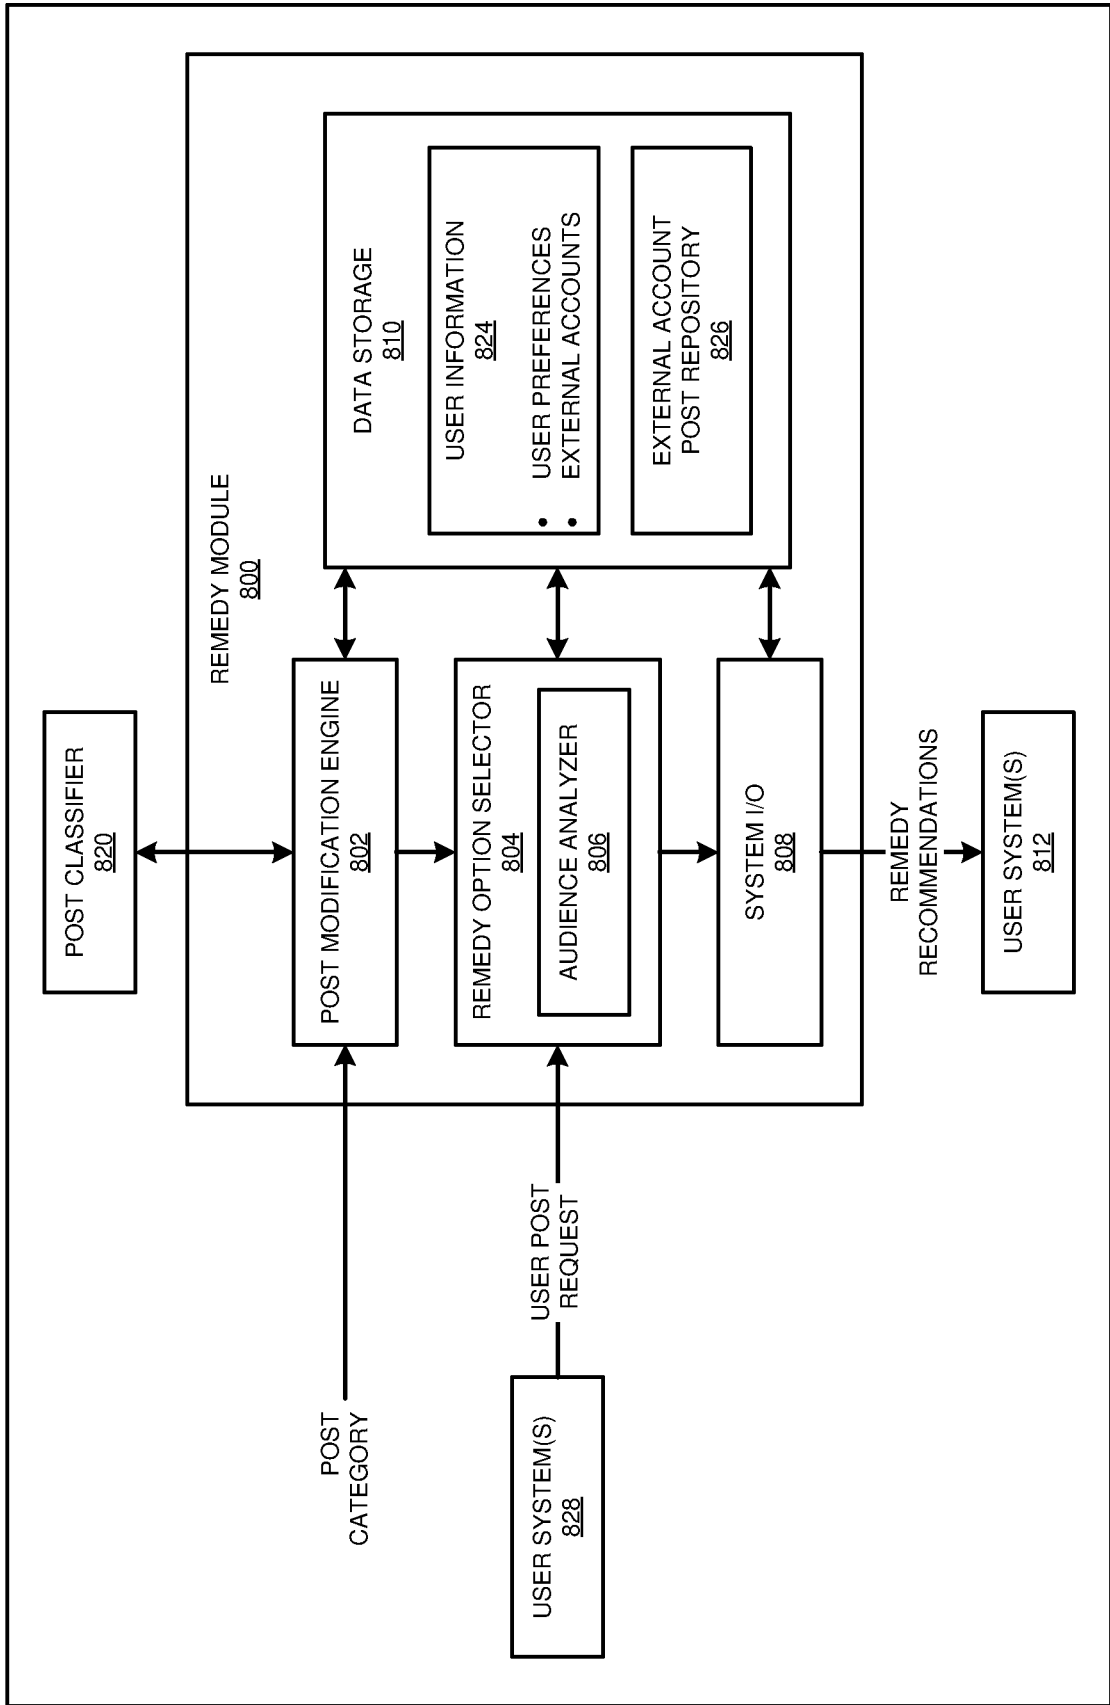 POST CLASSIFIER
820
REMEDY MODULE
800
POST
CATEGORY
POST MODIFICATION ENGINE
802
DATA STORAGE
810
USER INFORMATION
824
• USER PREFERENCES
• EXTERNAL ACCOUNTS
EXTERNAL ACCOUNT
POST REPOSITORY
826
USER SYSTEM(S)
828
USER POST
REQUEST
REMEDY OPTION SELECTOR
804
AUDIENCE ANALYZER
806
SYSTEM I/O
808
REMEDY
RECOMMENDATIONS
USER SYSTEM(S)
812